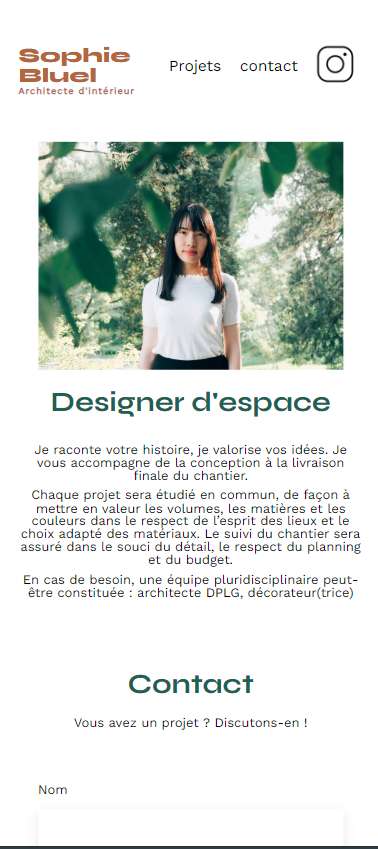 Sophie
Bluel
Architecte d'intérieur
Projets
contact
Designer d'espace
Je raconte votre histoire, je valorise vos idées. Je
vous accompagne de la conception à la livraison
finale du chantier.
Chaque projet sera étudié en commun, de façon à
mettre en valeur les volumes, les matières et les
couleurs dans le respect de l'esprit des lieux et le
choix adapté des matériaux. Le suivi du chantier sera
assuré dans le souci du détail, le respect du planning
et du budget.
En cas de besoin, une équipe pluridisciplinaire peut-
être constituée : architecte DPLG, décorateur(trice)
Contact
Vous avez un projet ? Discutons-en !
Nom